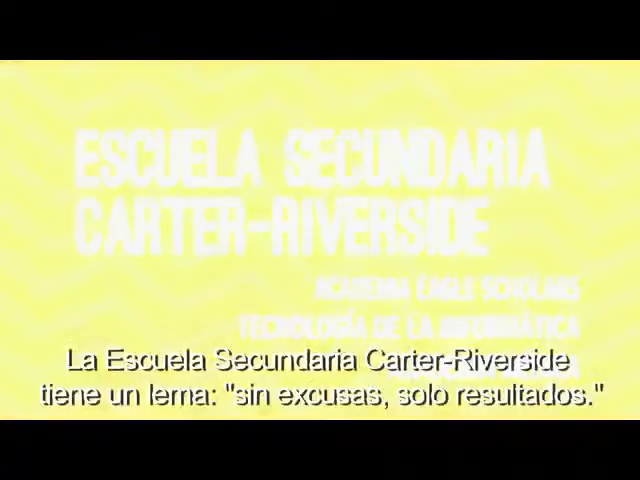 ESCUELA SECUNDARIA
CARTER-RIVERSIDE
ACADEMIA EAGLE SCHOLARS
TECNOLOGÍA DE LA INFORMÁTICA
La Escuela Secundaria Carter-Riverside
tiene un lema: "sin excusas, solo resultados."